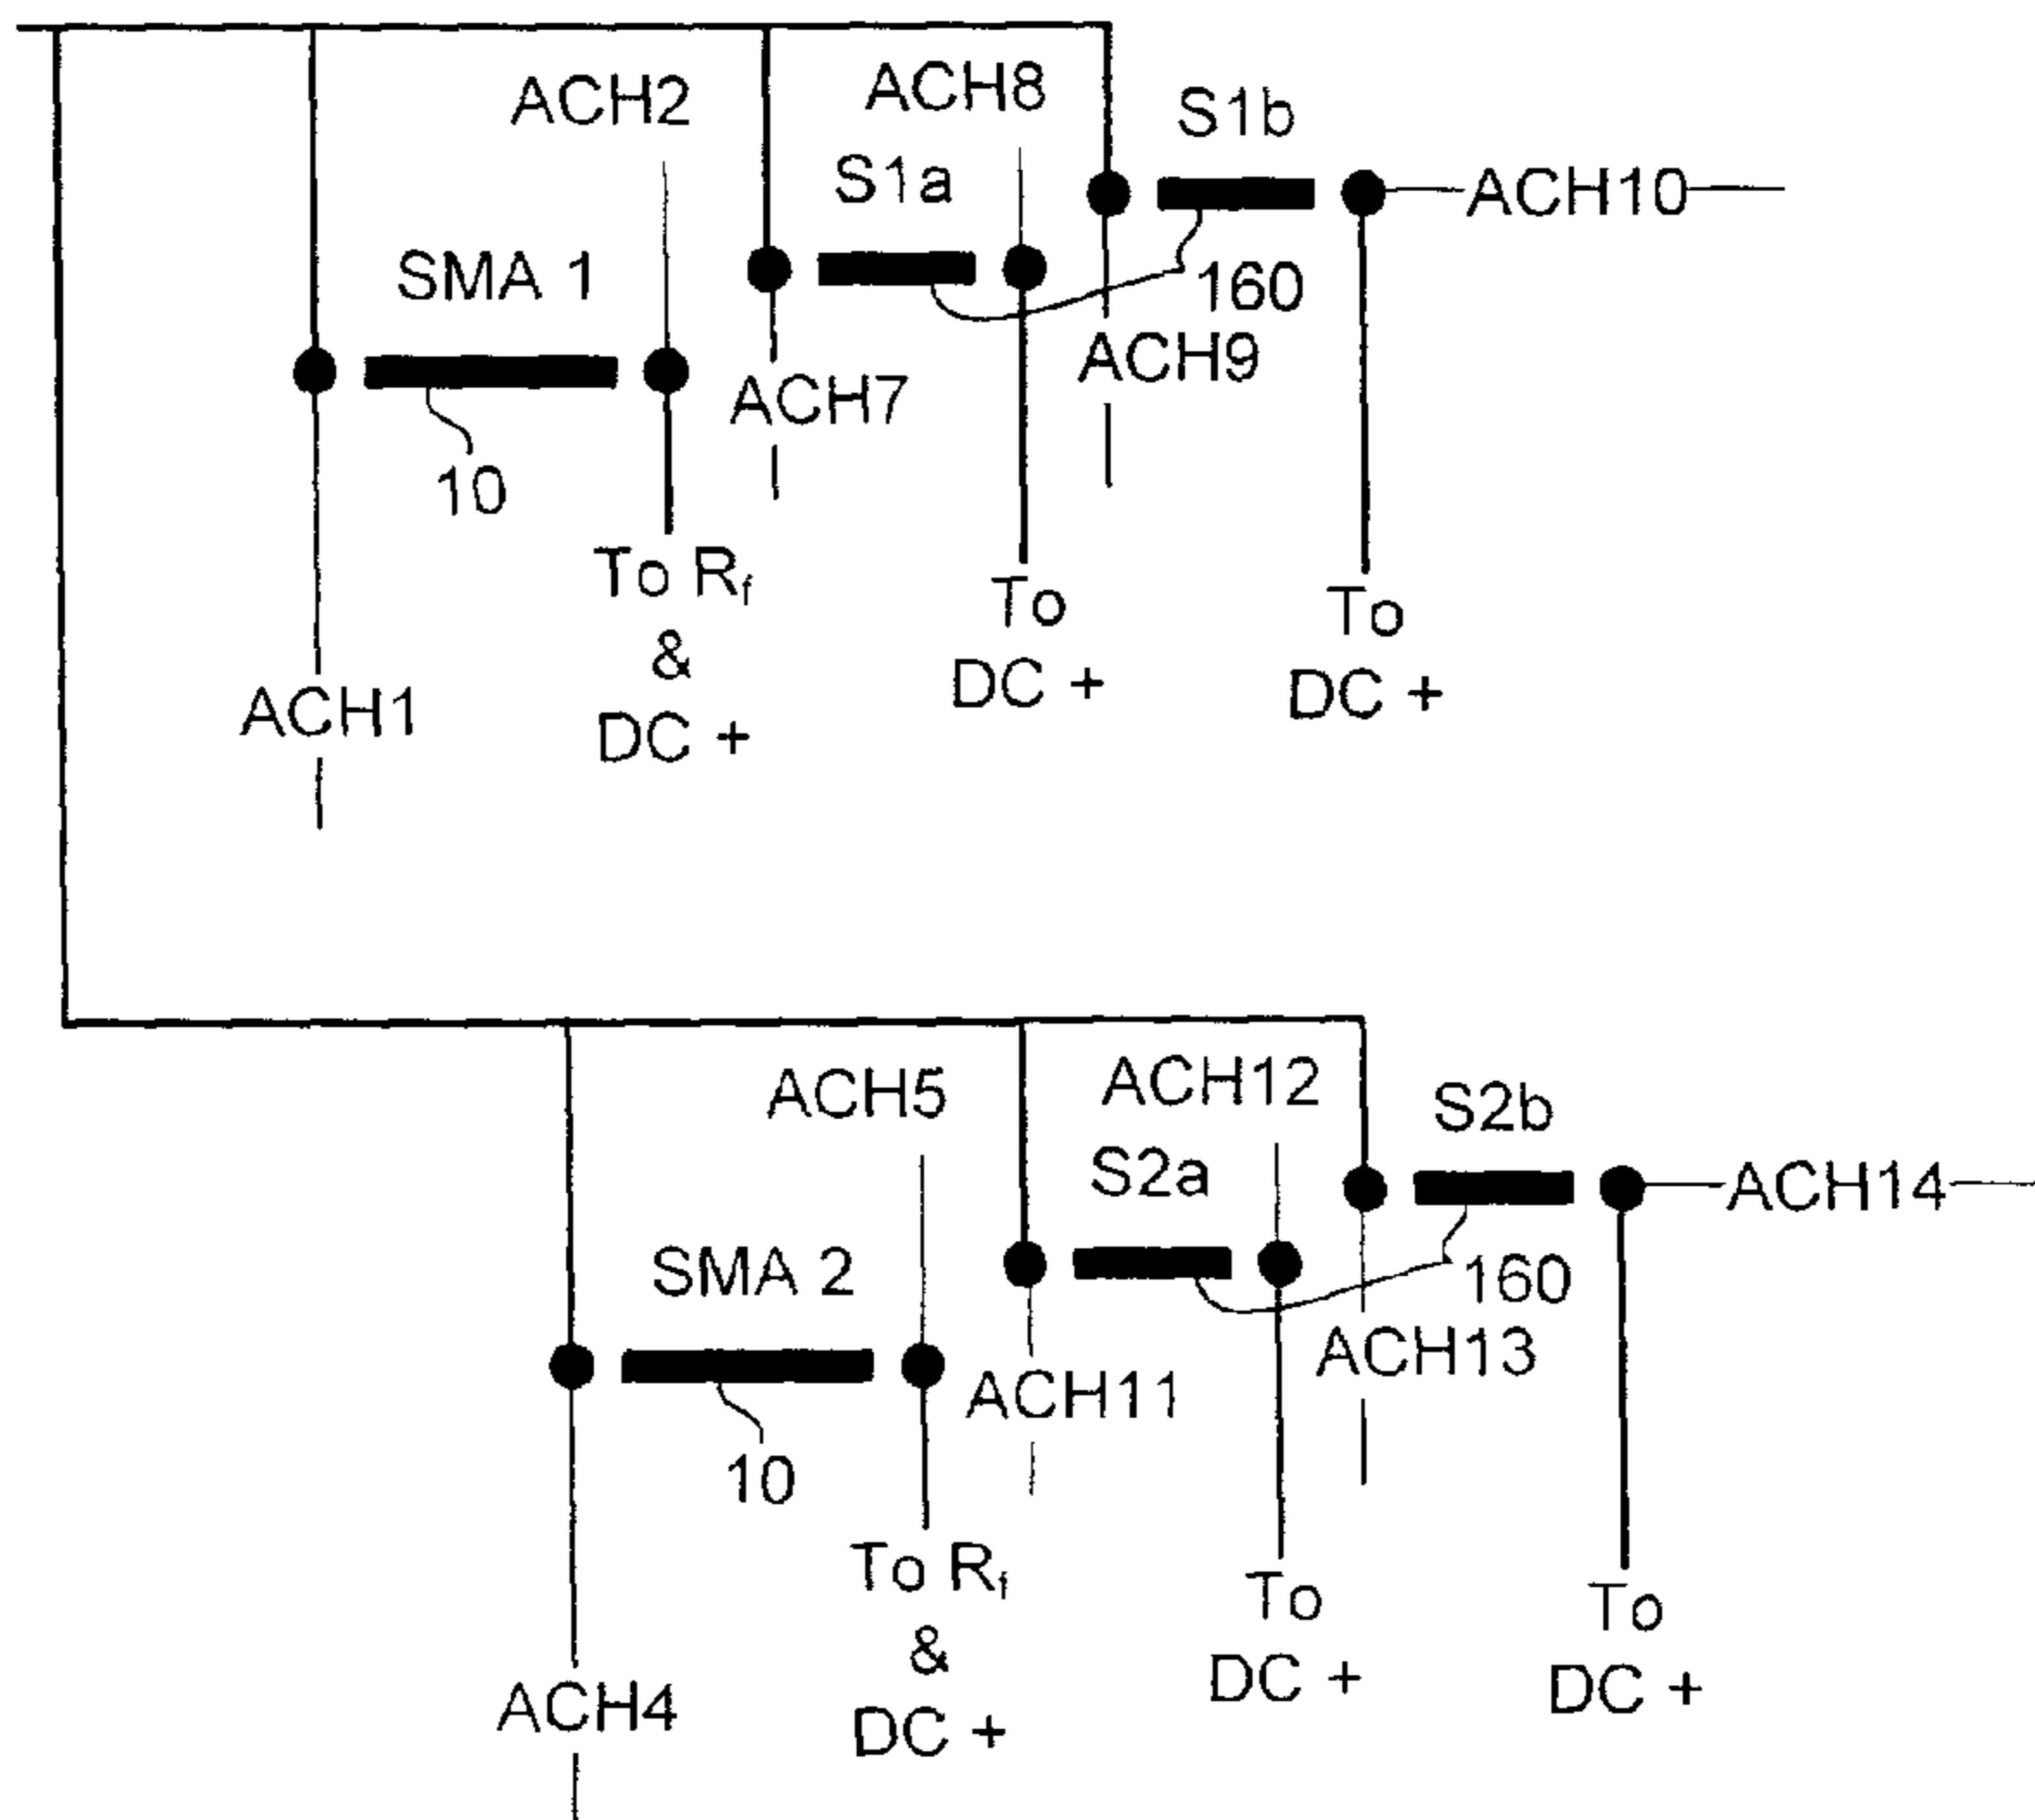 ACH2
ACH8
S1b
S1a
ACH10
SMA 1
160
ACH9
ACH7
10
To Rf
&
DC +
To
DC +
To
DC +
ACH1
ACH5
ACH12
S2b
S2a
ACH14
SMA 2
160
ACH13
ACH11
10
To Rf
&
DC +
To
DC +
To
DC +
ACH4